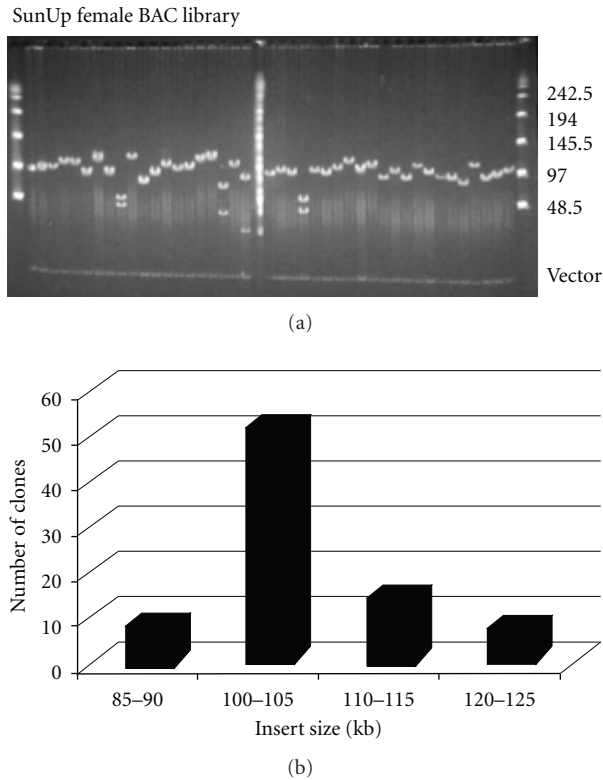 SunUp female BAC library
242.5
194
145.5
97
48.5
Vector
(a)
60
50
40
30
20
10
0
Number of clones
85–90
100–105
110–115
120–125
Insert size (kb)
(b)